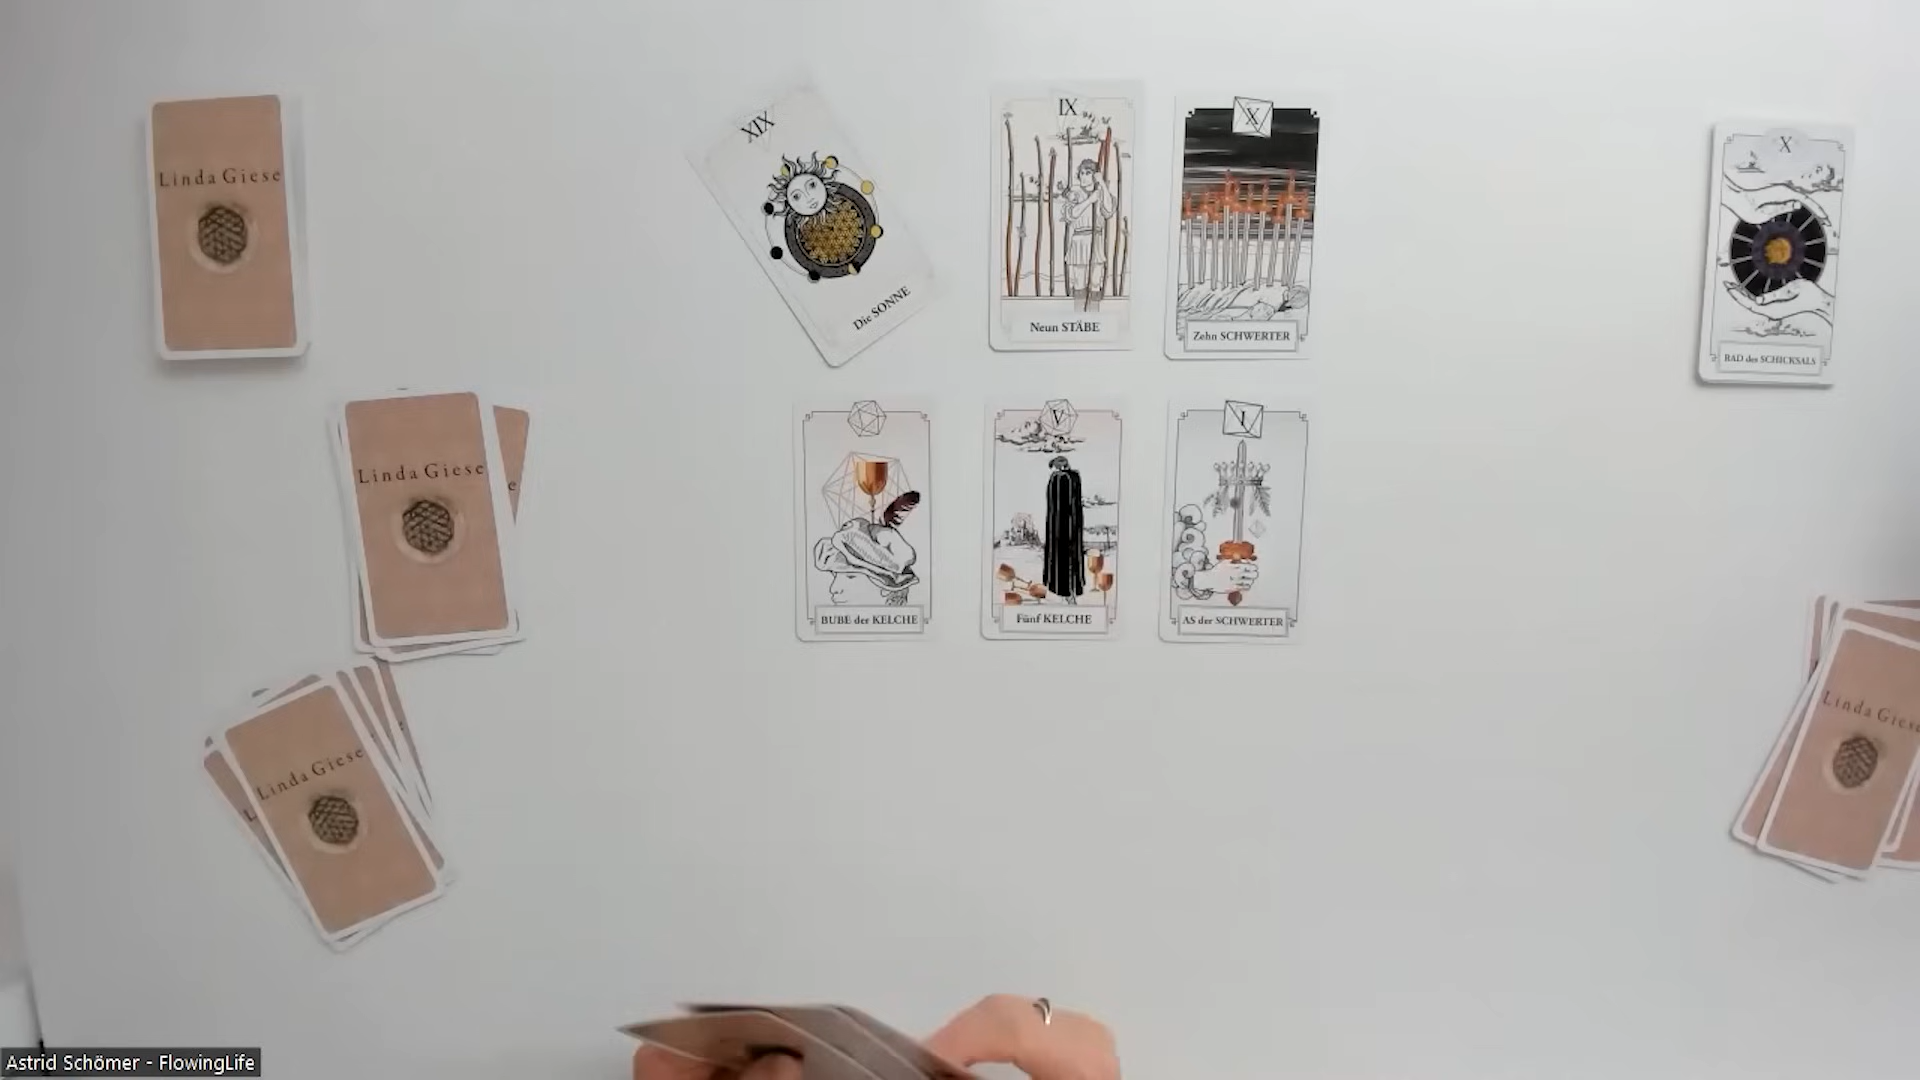 Linda Giese
XIX
Die SONNE
IX
Neun STÄBE
X
Zehn SCHWERTER
X
RAD des SCHICKSALS
Linda Giese
BUBE der KELCHE
V
Fünf KELCHE
I
AS der SCHWERTER
Linda Giese
Linda Giese
Astrid Schömer - FlowingLife